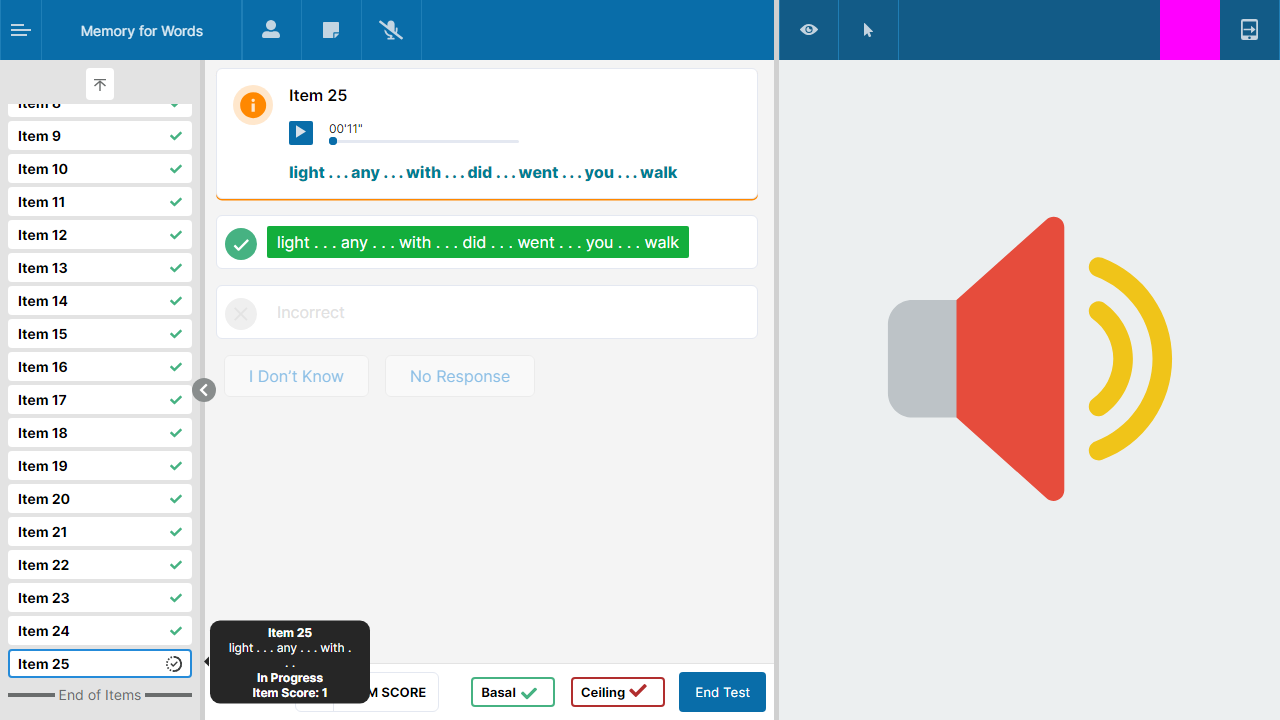 Memory for Words
Item 8
Item 9
Item 10
Item 11
Item 12
Item 13
Item 14
Item 15
Item 16
Item 17
Item 18
Item 19
Item 20
Item 21
Item 22
Item 23
Item 24
Item 25
End of Items
Item 25
00'11"
light . . . any . . . with . . . did . . . went . . . you . . . walk
light . . . any . . . with . . . did . . . went . . . you . . . walk
Incorrect
I Don't Know
No Response
Item 25
light . . . any . . . with .
. .
In Progress
Item Score: 1
M SCORE
Basal
Ceiling
End Test